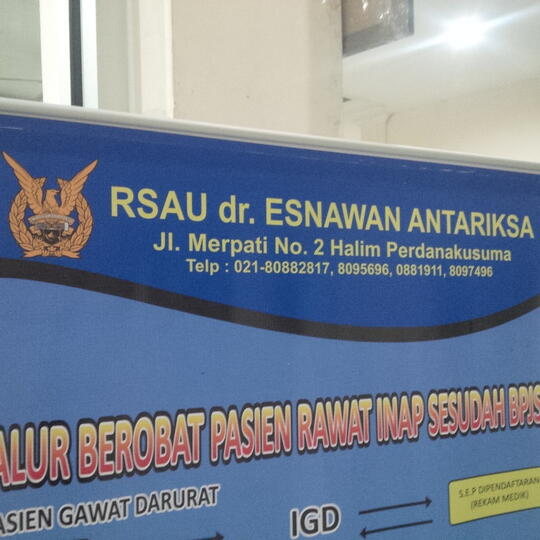 RSAU dr. ESNAWAN ANTARIKSA
Jl. Merpati No. 2 Halim Perdanakusuma
Telp : 021-80882817, 8095696, 0881911, 8097496
ALUR BEROBAT PASIEN RAWAT INAP SESUDAH BPJS
ASIEN GAWAT DARURAT
IGD
S.E.P DIPENDAFTARAN
(REKAM MEDIK)